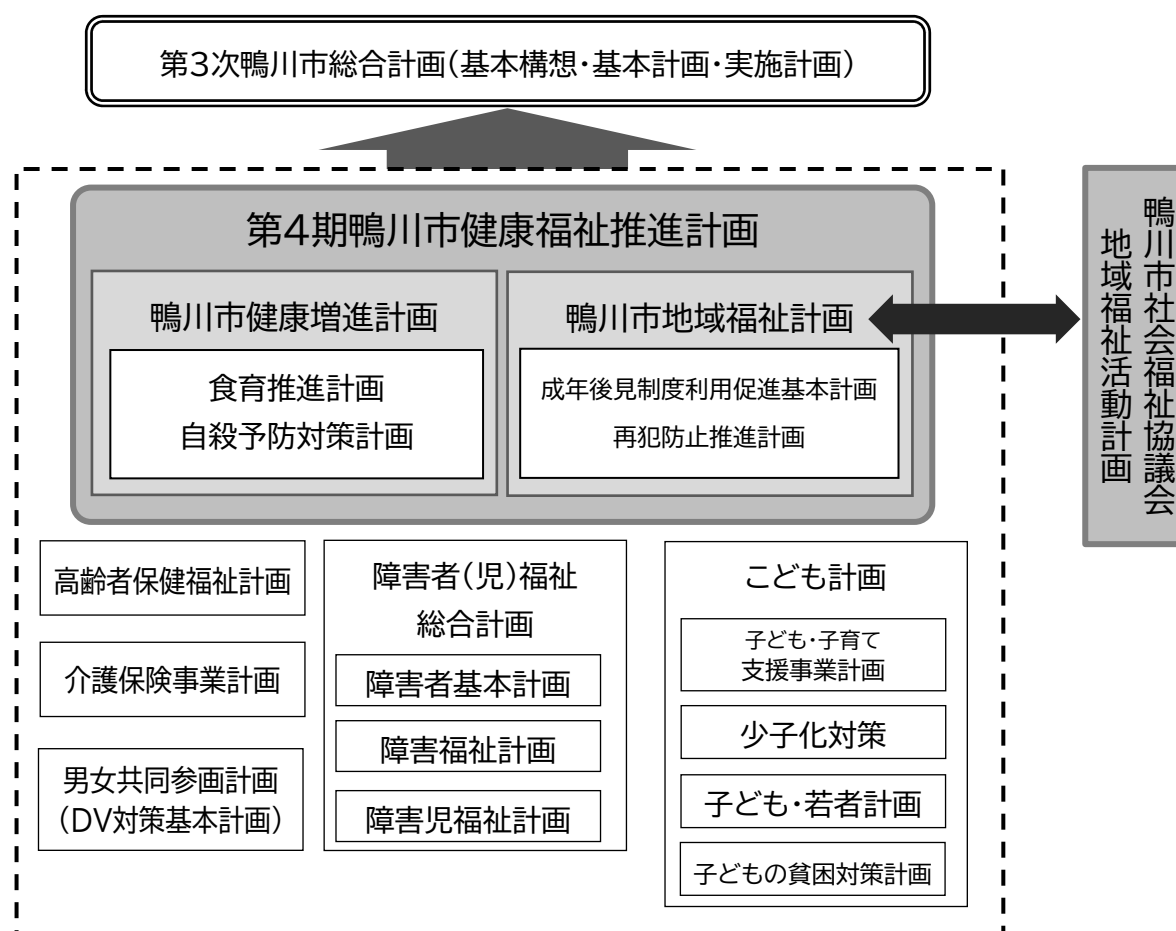 第3次鴨川市総合計画(基本構想・基本計画・実施計画)
第4期鴨川市健康福祉推進計画
鴨川市健康増進計画
食育推進計画
自殺予防対策計画
鴨川市地域福祉計画
成年後見制度利用促進基本計画
再犯防止推進計画
鴨川市社会福祉協議会
地域福祉活動計画
高齢者保健福祉計画
介護保険事業計画
男女共同参画計画
(DV対策基本計画)
障害者(児)福祉
総合計画
障害者基本計画
障害福祉計画
障害児福祉計画
こども計画
子ども・子育て
支援事業計画
少子化対策
子ども・若者計画
子どもの貧困対策計画